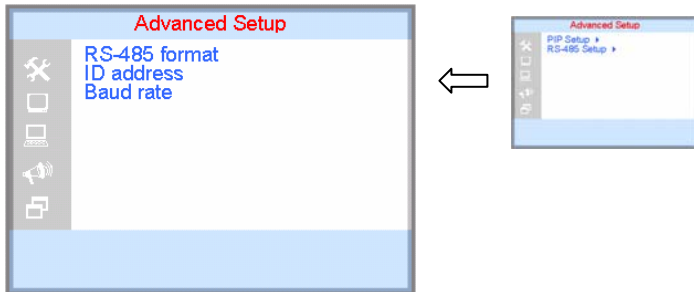 Advanced Setup
RS-485 format
ID address
Baud rate
Advanced Setup
PIP Setup
RS-485 Setup